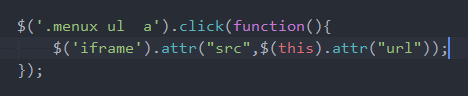 $('.menux ul  a').click(function(){
    $('iframe').attr("src",$(this).attr("url"));
});